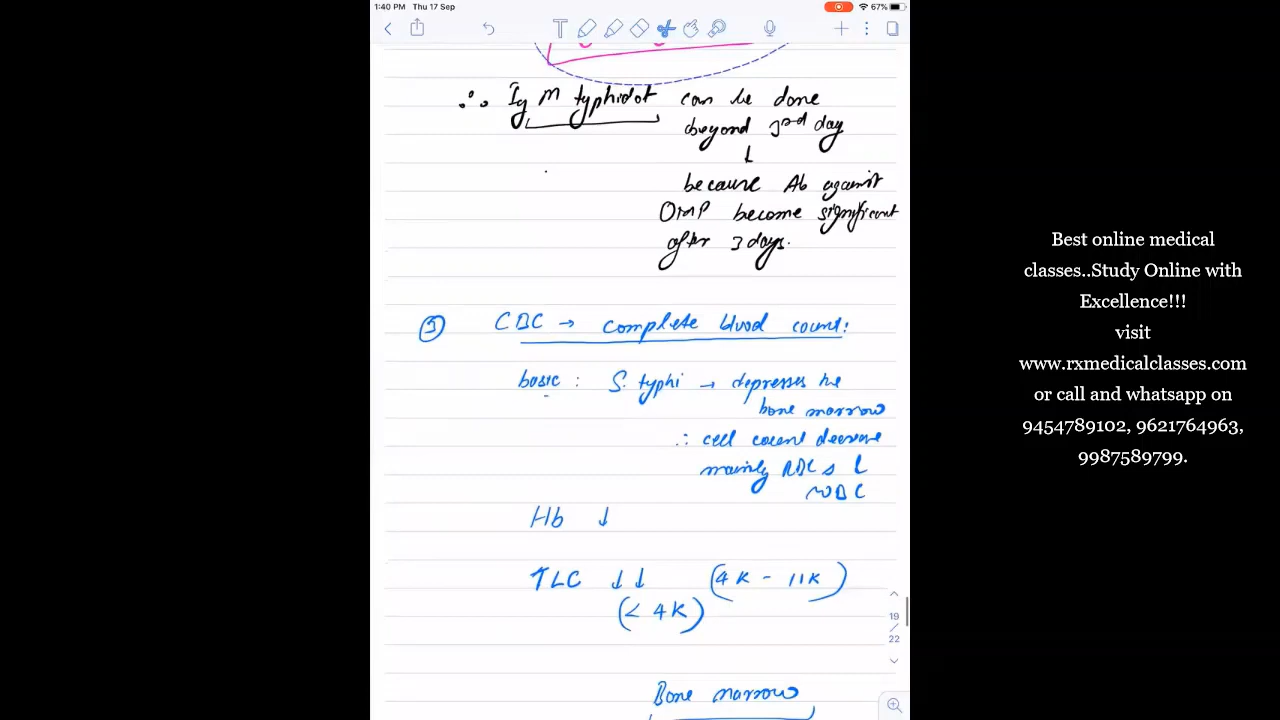 1:40 PM Thu 17 Sep
67%
∴ Ig M typhidot can be done
beyond 3rd day
↓
because Ab against
OMP become significant
after 3 days.
5 CBC → complete blood count:
basic : S. typhi → depresses the
bone marrow
∴ cell count decrease
mainly RBC s &
WBC
Hb ↓
TLC ↓ ↓ (4K - 11K)
(< 4K)
19
/
22
Bone marrow
Best online medical
classes..Study Online with
Excellence!!!
visit
www.rxmedicalclasses.com
or call and whatsapp on
9454789102, 9621764963,
9987589799.